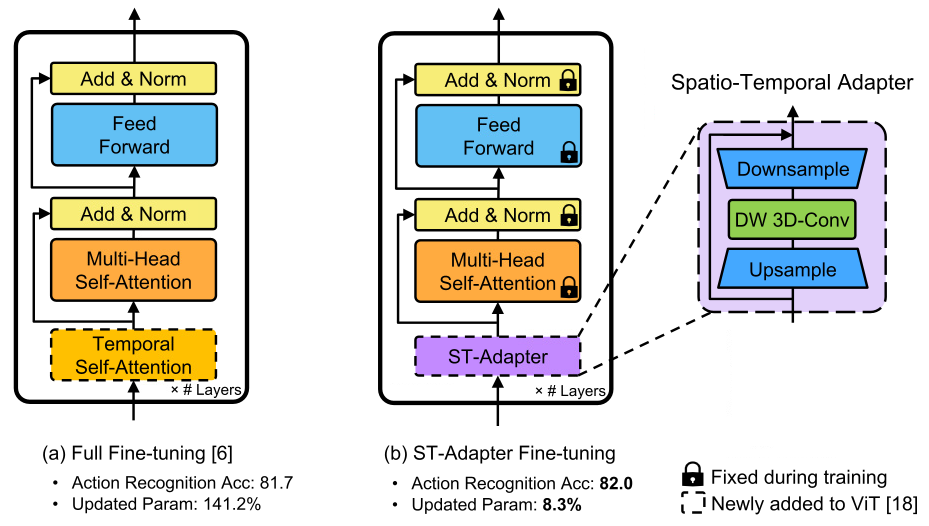 Add & Norm
Feed
Forward
Add & Norm
Multi-Head
Self-Attention
Temporal
Self-Attention
× # Layers
(a) Full Fine-tuning [6]
• Action Recognition Acc: 81.7
• Updated Param: 141.2%
Add & Norm
Feed
Forward
Add & Norm
Multi-Head
Self-Attention
ST-Adapter
× # Layers
(b) ST-Adapter Fine-tuning
• Action Recognition Acc: 82.0
• Updated Param: 8.3%
Spatio-Temporal Adapter
Downsample
DW 3D-Conv
Upsample
Fixed during training
Newly added to ViT [18]